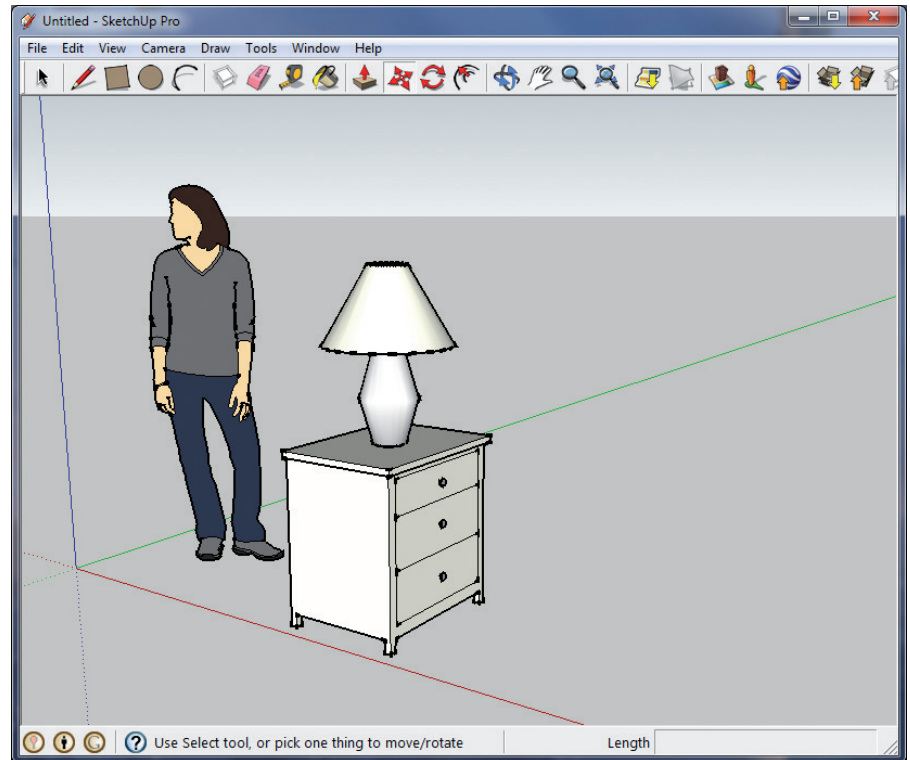 Untitled - SketchUp Pro
File Edit View Camera Draw Tools Window Help
Use Select tool, or pick one thing to move/rotate Length